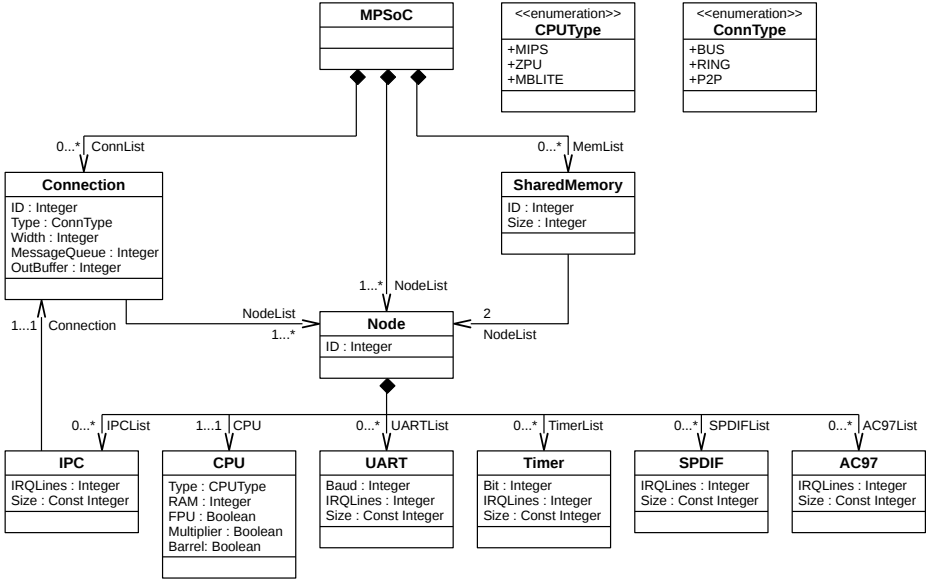 MPSoC
<<enumeration>>
CPUType
+MIPS
+ZPU
+MBLITE
<<enumeration>>
ConnType
+BUS
+RING
+P2P
0...* ConnList
0...* MemList
Connection
ID : Integer
Type : ConnType
Width : Integer
MessageQueue : Integer
OutBuffer : Integer
SharedMemory
ID : Integer
Size : Integer
1...* NodeList
1...1 Connection
NodeList
1...*
Node
ID : Integer
2
NodeList
0...* IPCList
1...1 CPU
0...* UARTList
0...* TimerList
0...* SPDIFList
0...* AC97List
IPC
IRQLines : Integer
Size : Const Integer
CPU
Type : CPUType
RAM : Integer
FPU : Boolean
Multiplier : Boolean
Barrel: Boolean
UART
Baud : Integer
IRQLines : Integer
Size : Const Integer
Timer
Bit : Integer
IRQLines : Integer
Size : Const Integer
SPDIF
IRQLines : Integer
Size : Const Integer
AC97
IRQLines : Integer
Size : Const Integer